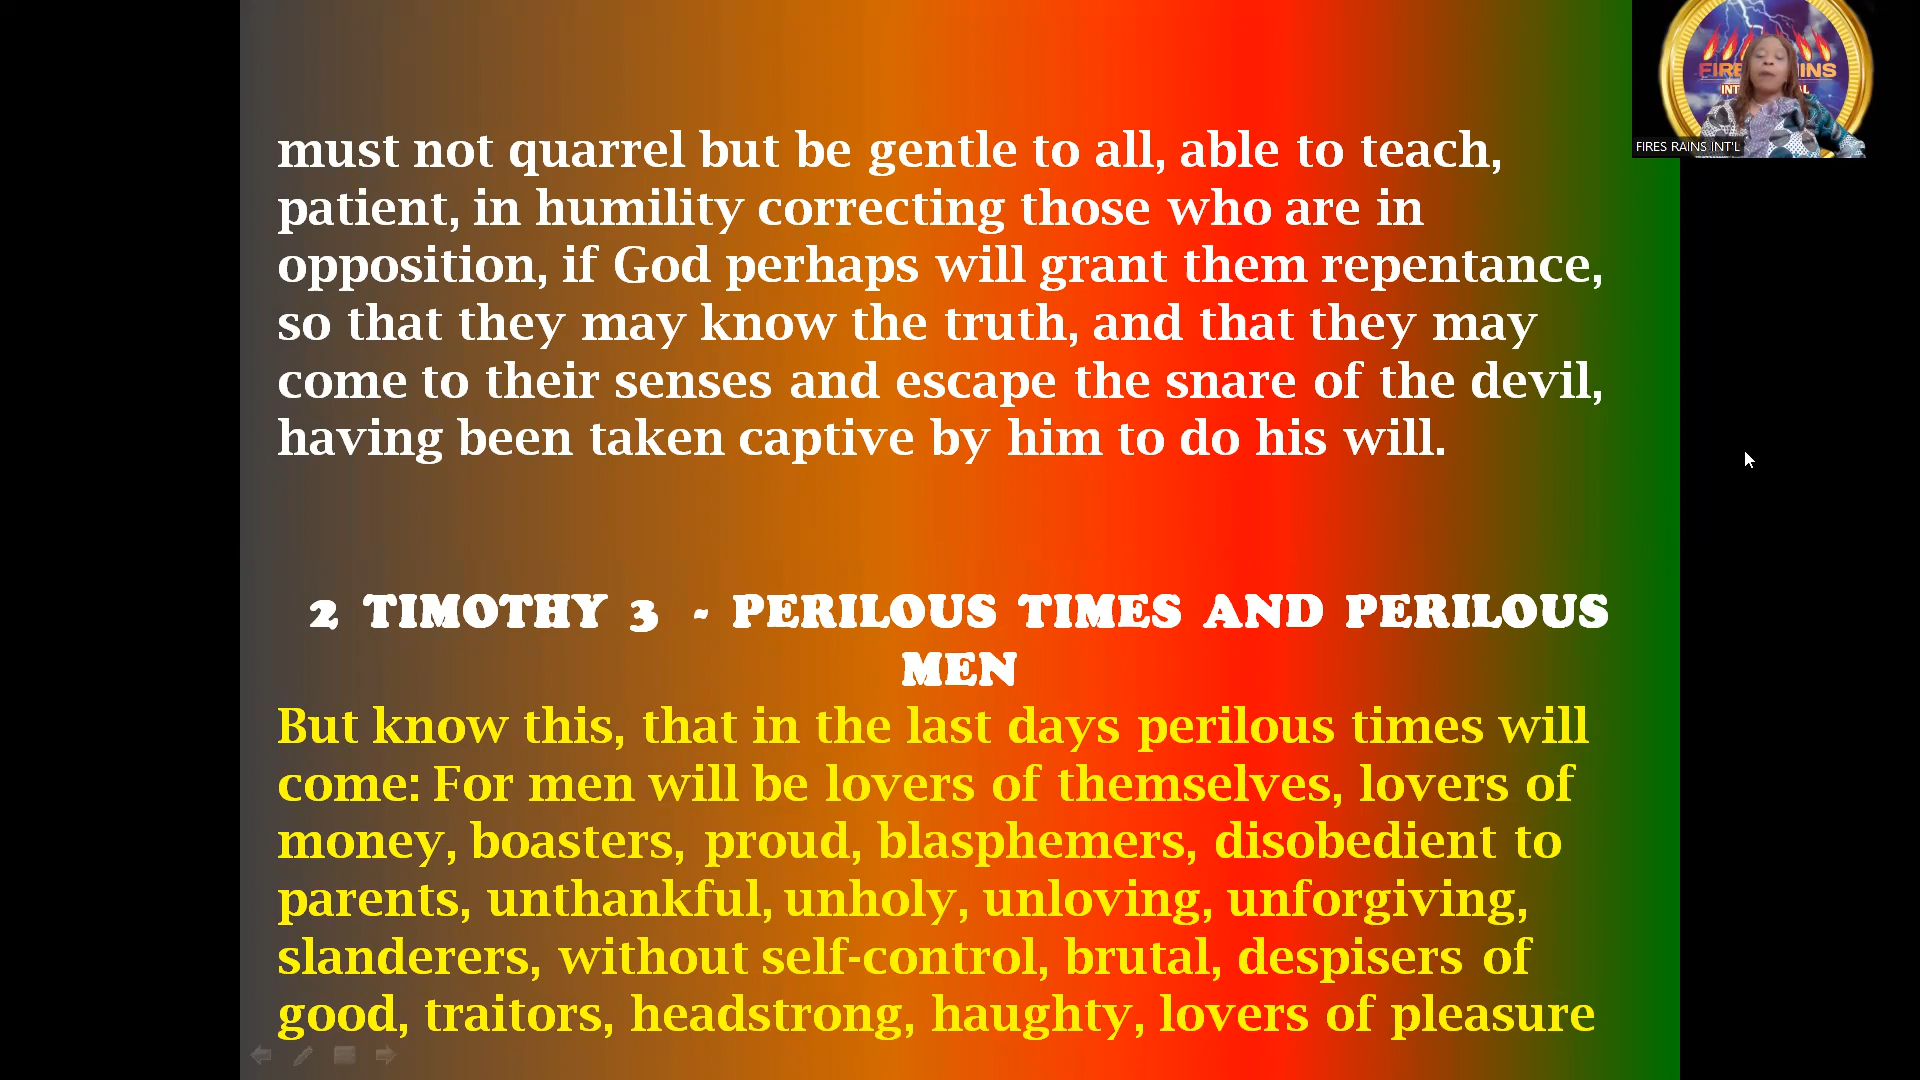 must not quarrel but be gentle to all, able to teach,
patient, in humility correcting those who are in
opposition, if God perhaps will grant them repentance,
so that they may know the truth, and that they may
come to their senses and escape the snare of the devil,
having been taken captive by him to do his will.
2 TIMOTHY 3 - PERILOUS TIMES AND PERILOUS
MEN
But know this, that in the last days perilous times will
come: For men will be lovers of themselves, lovers of
money, boasters, proud, blasphemers, disobedient to
parents, unthankful, unholy, unloving, unforgiving,
slanderers, without self-control, brutal, despisers of
good, traitors, headstrong, haughty, lovers of pleasure
FIRES RAINS INT'L